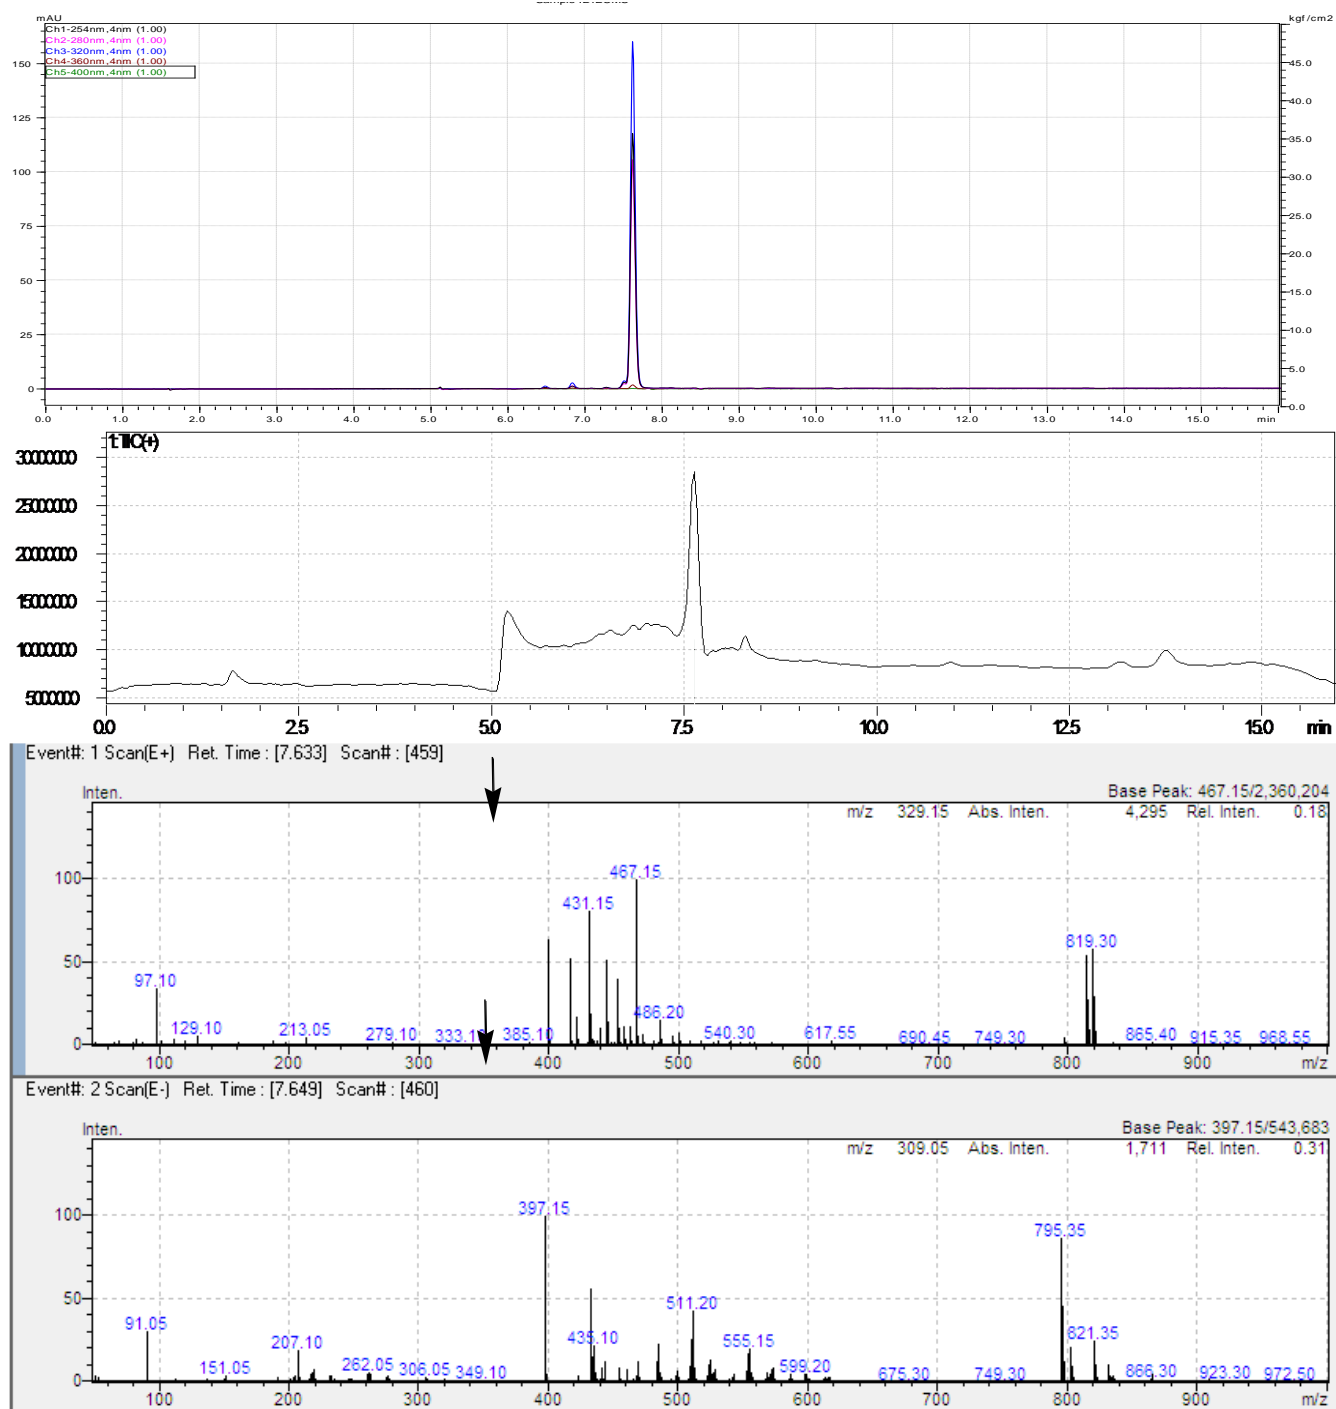 mAU kgf/cm2
Ch1-254nm,4nm (1.00)
Ch2-280nm,4nm (1.00)
Ch3-320nm,4nm (1.00)
Ch4-360nm,4nm (1.00)
Ch5-400nm,4nm (1.00)
150
125
100
75
50
25
0
45.0
40.0
35.0
30.0
25.0
20.0
15.0
10.0
5.0
0.0
0.0 1.0 2.0 3.0 4.0 5.0 6.0 7.0 8.0 9.0 10.0 11.0 12.0 13.0 14.0 15.0 min
1:TIC(+)
30000000
25000000
20000000
15000000
10000000
5000000
0.0 2.5 5.0 7.5 10.0 12.5 15.0 min
Event#: 1 Scan(E+) Ret. Time : [7.633] Scan# : [459]
Inten. Base Peak: 467.15/2,360,204
m/z 329.15 Abs. Inten. 4,295 Rel. Inten. 0.18
100
50
0
467.15
431.15
819.30
97.10
486.20
129.10 213.05 279.10 333.1 385.10 540.30 617.55 690.45 749.30 865.40 915.35 968.55
100 200 300 400 500 600 700 800 900 m/z
Event#: 2 Scan(E-) Ret. Time : [7.649] Scan# : [460]
Inten. Base Peak: 397.15/543,683
m/z 309.05 Abs. Inten. 1,711 Rel. Inten. 0.31
100
50
0
397.15
795.35
511.20
91.05
435.10
207.10
555.15
821.35
151.05 262.05 306.05 349.10 599.20 675.30 749.30 866.30 923.30 972.50
100 200 300 400 500 600 700 800 900 m/z